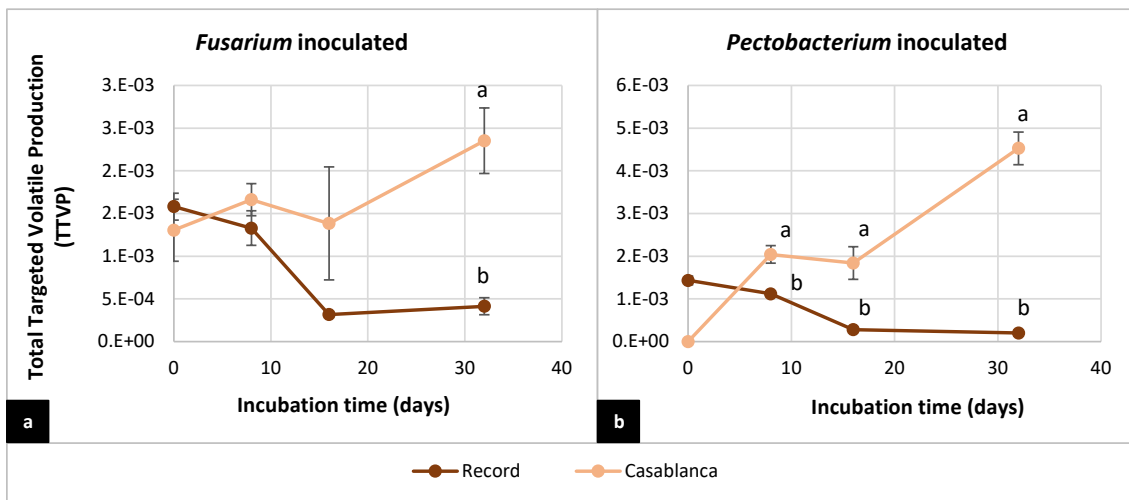 Fusarium inoculated
Total Targeted Volatile Production
(TTVP)
3.E-03
3.E-03
2.E-03
2.E-03
1.E-03
5.E-04
0.E+00
a
b
0 10 20 30 40
Incubation time (days)
a
Pectobacterium inoculated
6.E-03
5.E-03
4.E-03
3.E-03
2.E-03
1.E-03
0.E+00
a
a
a
b
b
b
0 10 20 30 40
Incubation time (days)
b
Record Casablanca